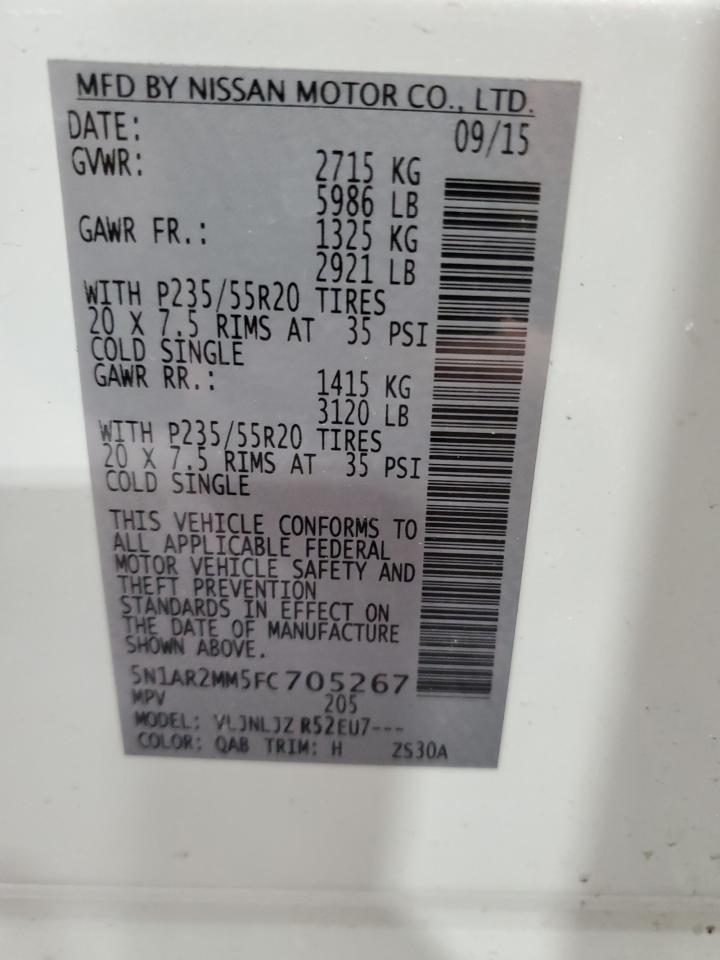 MFD BY NISSAN MOTOR CO., LTD.
DATE: 09/15
GVWR: 2715 KG
5986 LB
GAWR FR.: 1325 KG
2921 LB
WITH P235/55R20 TIRES
20 X 7.5 RIMS AT 35 PSI
COLD SINGLE
GAWR RR.: 1415 KG
3120 LB
WITH P235/55R20 TIRES
20 X 7.5 RIMS AT 35 PSI
COLD SINGLE
THIS VEHICLE CONFORMS TO
ALL APPLICABLE FEDERAL
MOTOR VEHICLE SAFETY AND
THEFT PREVENTION
STANDARDS IN EFFECT ON
THE DATE OF MANUFACTURE
SHOWN ABOVE.
5N1AR2MM5FC705267
MPV 205
MODEL: VLJNLJZ R52EU7---
COLOR: QAB TRIM: H ZS30A